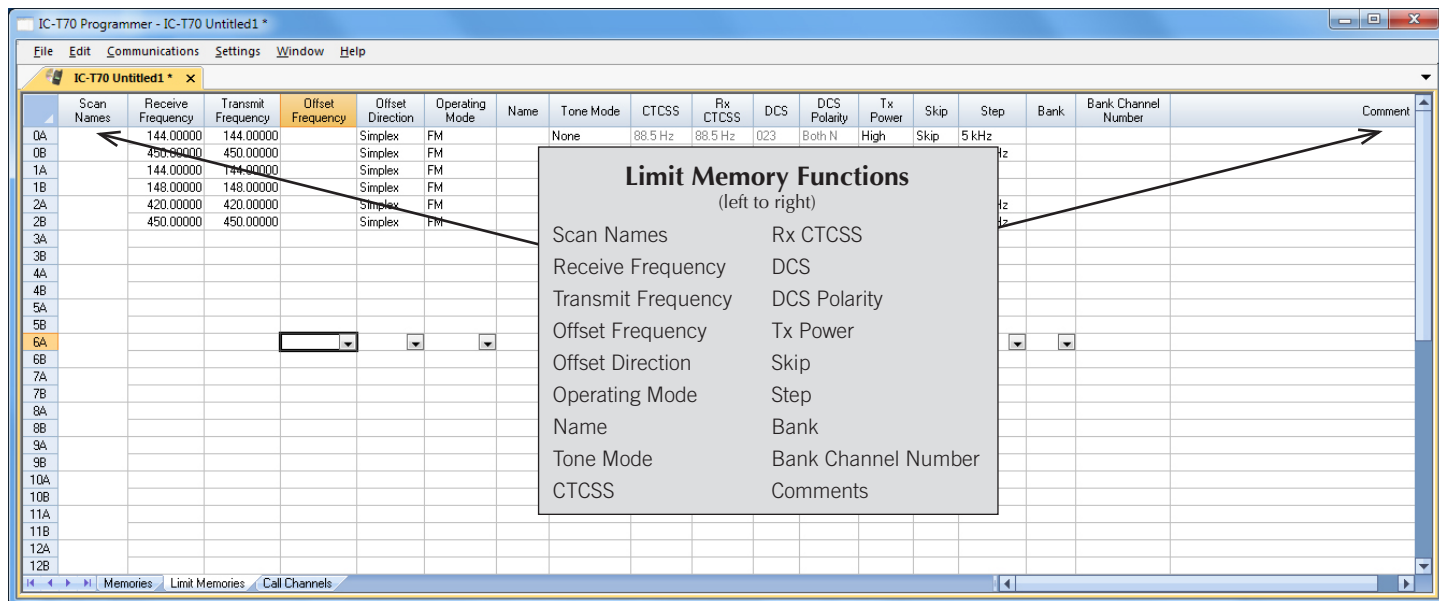 IC-T70 Programmer - IC-T70 Untitled1 *
File Edit Communications Settings Window Help
IC-T70 Untitled1 * x
Scan Names Receive Frequency Transmit Frequency Offset Frequency Offset Direction Operating Mode Name Tone Mode CTCSS Rx CTCSS DCS DCS Polarity Tx Power Skip Step Bank Bank Channel Number Comment
0A 144.00000 144.00000 Simplex FM None 88.5 Hz 88.5 Hz 023 Both N High Skip 5 kHz
0B 450.00000 450.00000 Simplex FM Hz
1A 144.00000 144.00000 Simplex FM
1B 148.00000 148.00000 Simplex FM
2A 420.00000 420.00000 Simplex FM Hz
2B 450.00000 450.00000 Simplex FM Hz
3A
3B
4A
4B
5A
5B
6A
6B
7A
7B
8A
8B
9A
9B
10A
10B
11A
11B
12A
12B
Limit Memory Functions
(left to right)
Scan Names Rx CTCSS
Receive Frequency DCS
Transmit Frequency DCS Polarity
Offset Frequency Tx Power
Offset Direction Skip
Operating Mode Step
Name Bank
Tone Mode Bank Channel Number
CTCSS Comments
Memories Limit Memories Call Channels